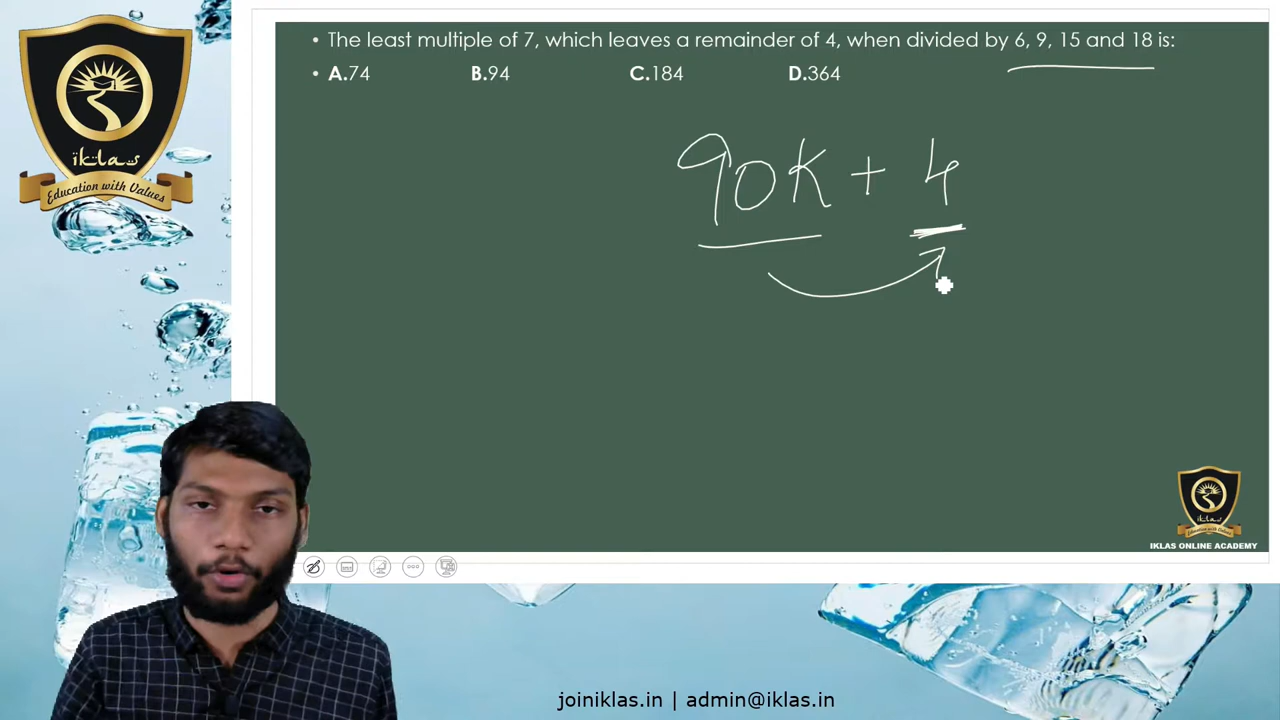 iklas
Education with Values
• The least multiple of 7, which leaves a remainder of 4, when divided by 6, 9, 15 and 18 is:
• A.74 B.94 C.184 D.364
90K + 4
IKLAS ONLINE ACADEMY
joiniklas.in | admin@iklas.in